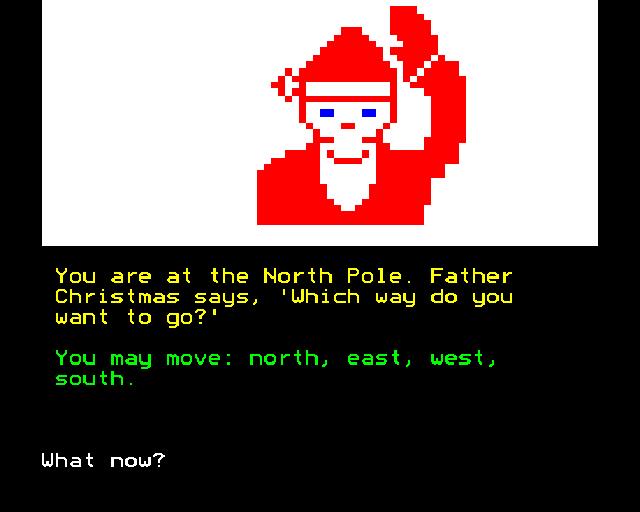 You are at the North Pole. Father
Christmas says, 'Which way do you
want to go?'
You may move: north, east, west,
south.
What now?